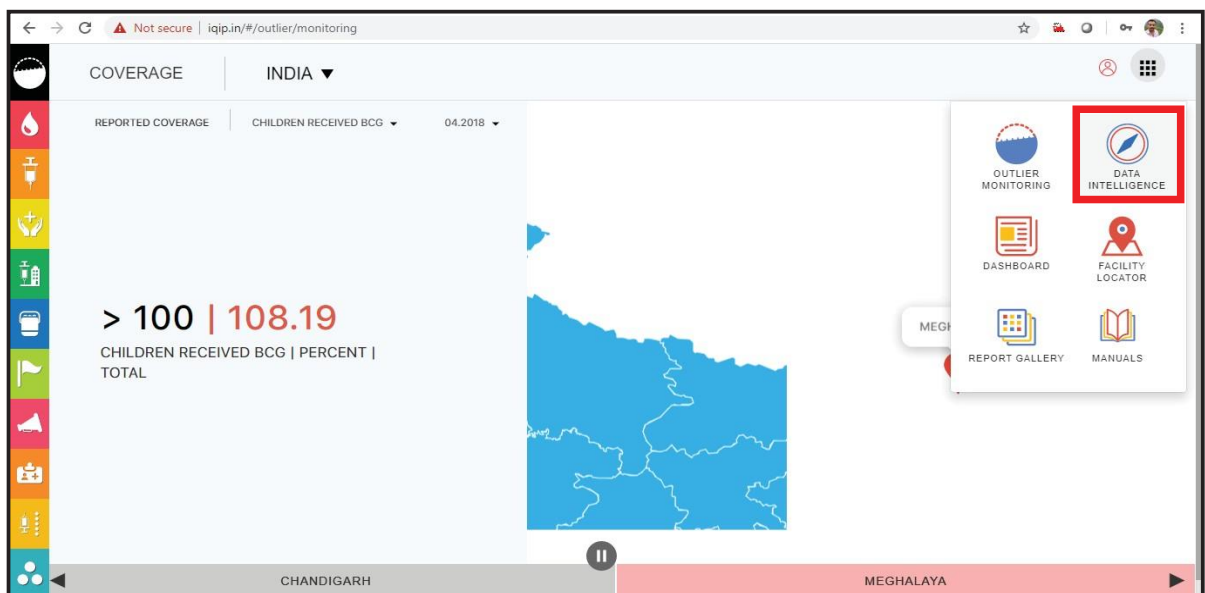 Not secure | iqip.in/#/outlier/monitoring
COVERAGE
INDIA ▼
REPORTED COVERAGE
CHILDREN RECEIVED BCG
04.2018
> 100 | 108.19
CHILDREN RECEIVED BCG | PERCENT |
TOTAL
MEGH
OUTLIER
MONITORING
DATA
INTELLIGENCE
DASHBOARD
FACILITY
LOCATOR
REPORT GALLERY
MANUALS
CHANDIGARH
MEGHALAYA